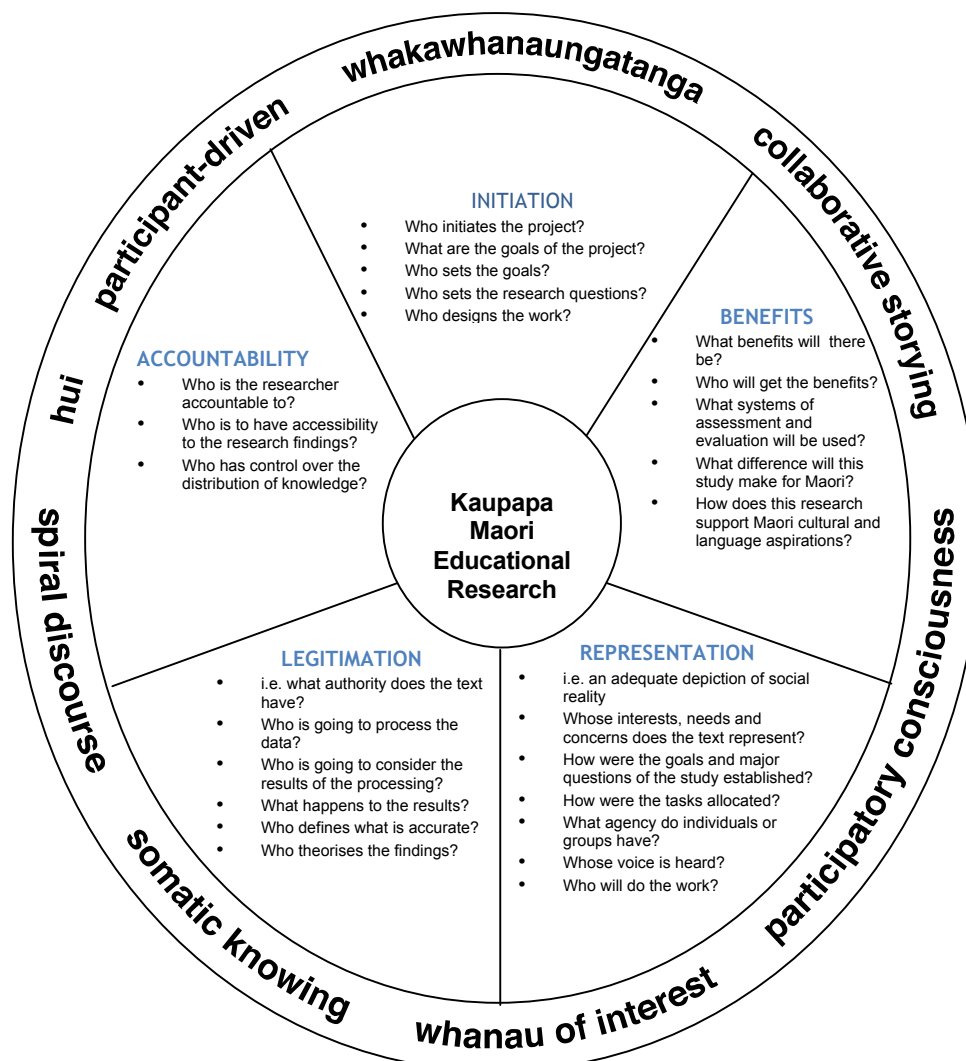 whakawhanaungatanga
collaborative storying
participatory consciousness
whanau of interest
somatic knowing
spiral discourse
hui
participant-driven
INITIATION
• Who initiates the project?
• What are the goals of the project?
• Who sets the goals?
• Who sets the research questions?
• Who designs the work?
BENEFITS
• What benefits will there
be?
• Who will get the benefits?
• What systems of
assessment and
evaluation will be used?
• What difference will this
study make for Maori?
• How does this research
support Maori cultural and
language aspirations?
REPRESENTATION
• i.e. an adequate depiction of social
reality
• Whose interests, needs and
concerns does the text represent?
• How were the goals and major
questions of the study established?
• How were the tasks allocated?
• What agency do individuals or
groups have?
• Whose voice is heard?
• Who will do the work?
LEGITIMATION
• i.e. what authority does the text
have?
• Who is going to process the
data?
• Who is going to consider the
results of the processing?
• What happens to the results?
• Who defines what is accurate?
• Who theorises the findings?
ACCOUNTABILITY
• Who is the researcher
accountable to?
• Who is to have accessibility
to the research findings?
• Who has control over the
distribution of knowledge?
Kaupapa
Maori
Educational
Research